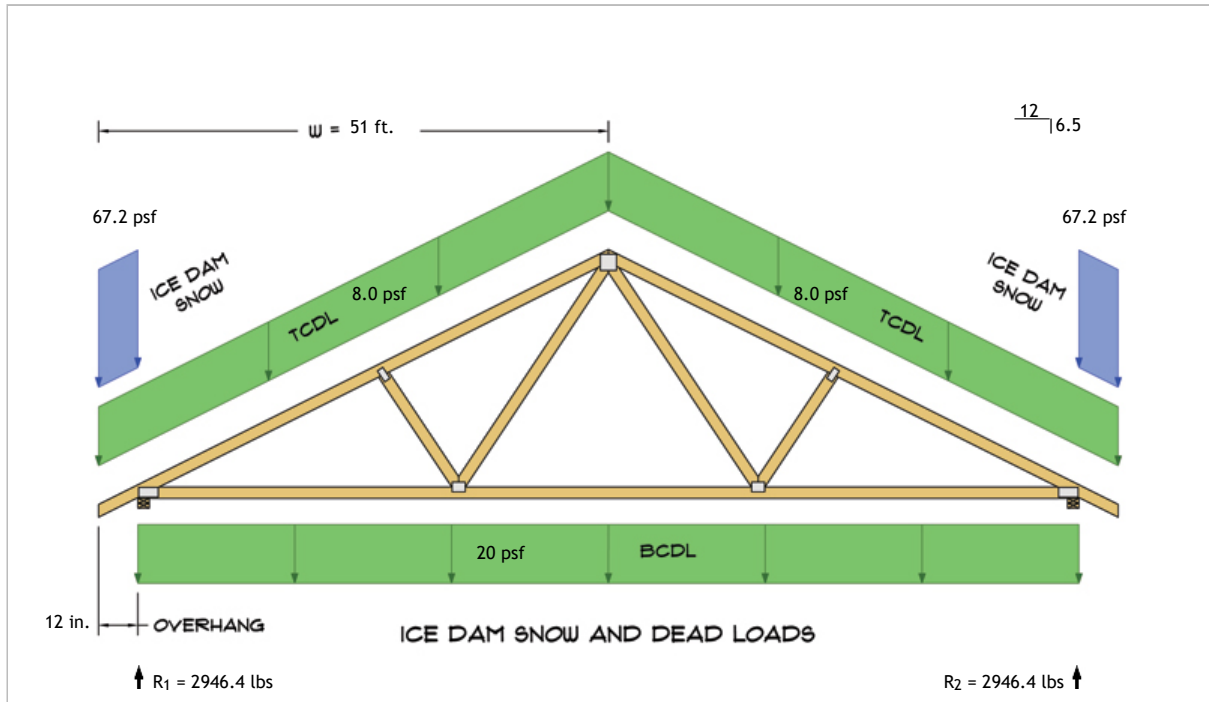 W = 51 ft.
12
6.5
67.2 psf
67.2 psf
ICE DAM
SNOW
ICE DAM
SNOW
8.0 psf
8.0 psf
TCDL
TCDL
20 psf
BCDL
12 in.
OVERHANG
ICE DAM SNOW AND DEAD LOADS
R₁ = 2946.4 lbs
R₂ = 2946.4 lbs